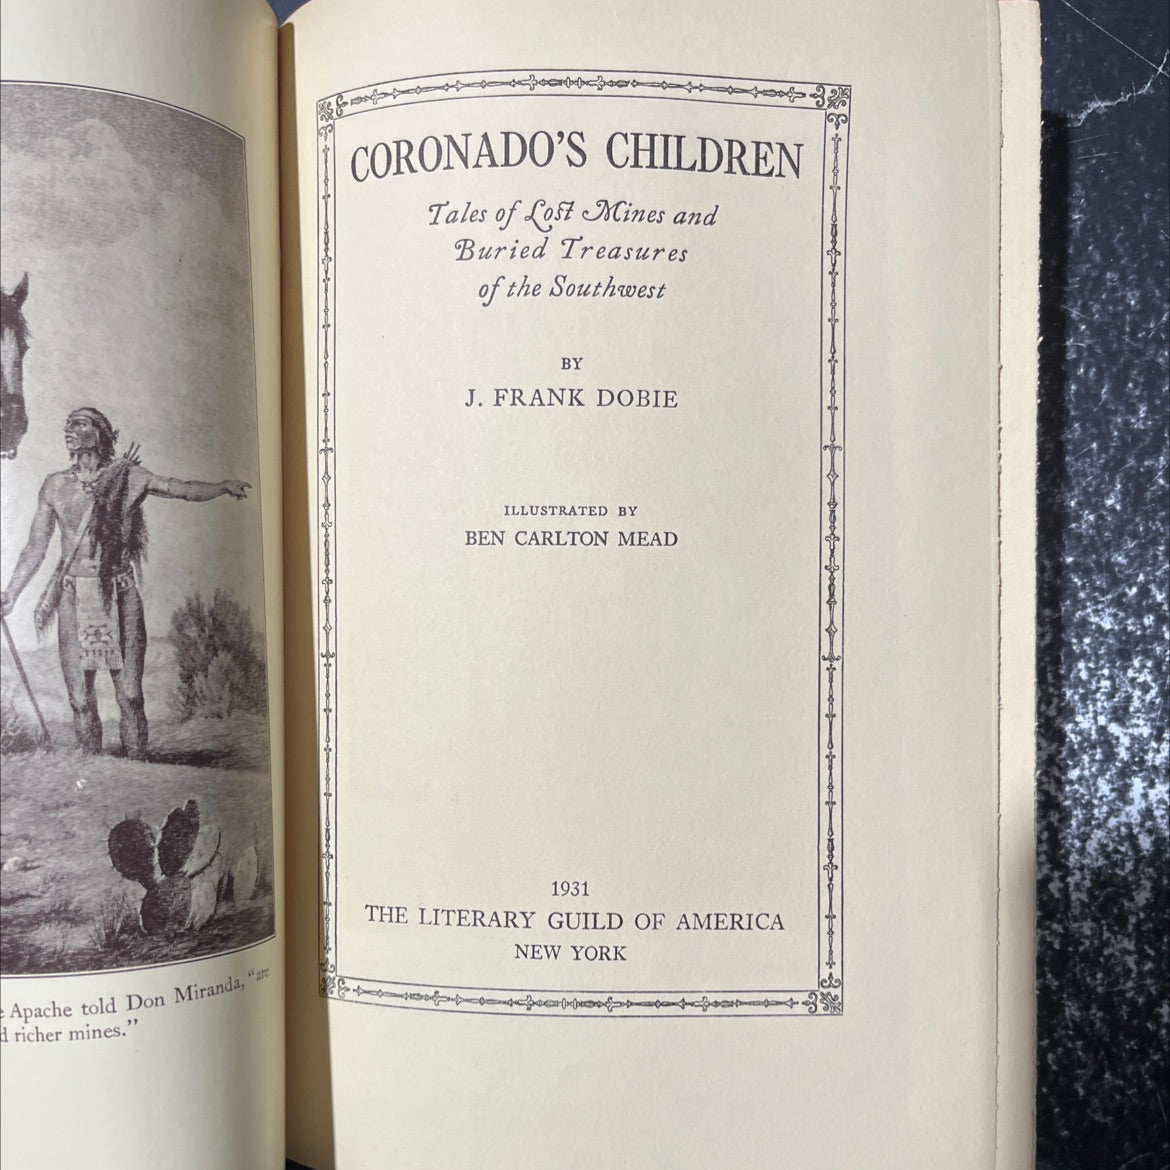 Apache told Don Miranda, "are
richer mines."
CORONADO'S CHILDREN
Tales of Lost Mines and
Buried Treasures
of the Southwest
BY
J. FRANK DOBIE
ILLUSTRATED BY
BEN CARLTON MEAD
1931
THE LITERARY GUILD OF AMERICA
NEW YORK